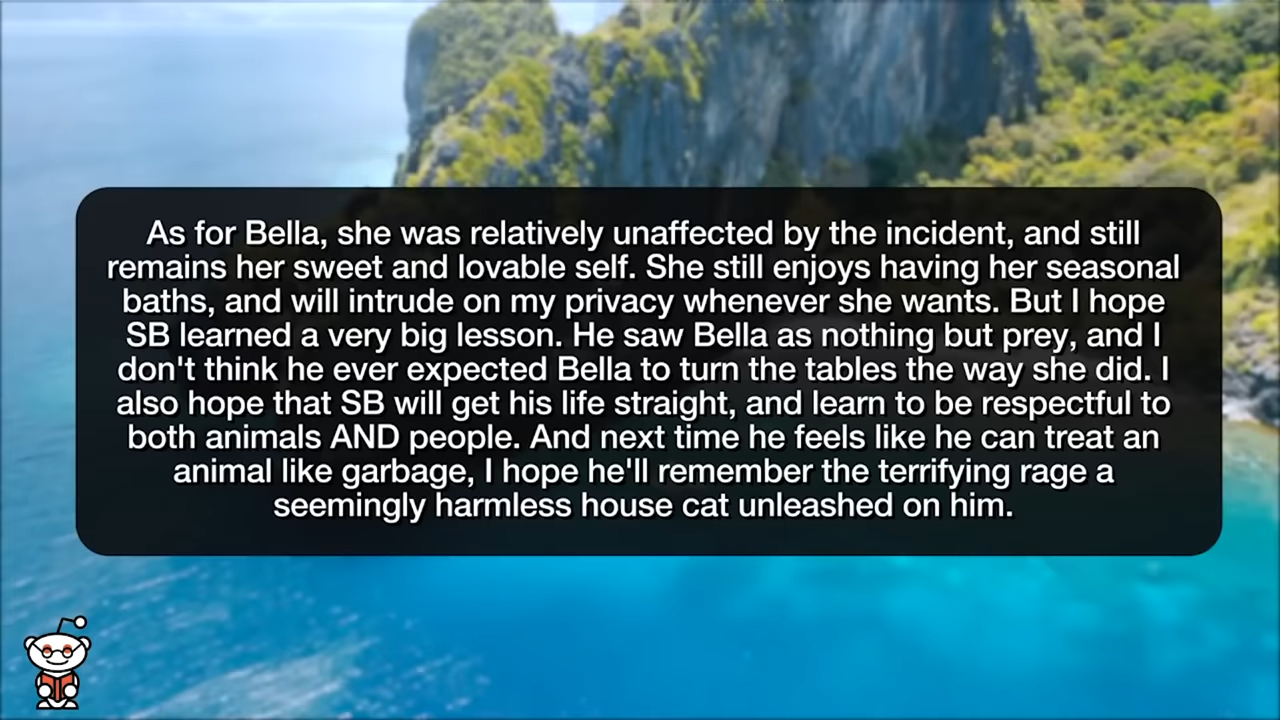 As for Bella, she was relatively unaffected by the incident, and still
remains her sweet and lovable self. She still enjoys having her seasonal
baths, and will intrude on my privacy whenever she wants. But I hope
SB learned a very big lesson. He saw Bella as nothing but prey, and I
don't think he ever expected Bella to turn the tables the way she did. I
also hope that SB will get his life straight, and learn to be respectful to
both animals AND people. And next time he feels like he can treat an
animal like garbage, I hope he'll remember the terrifying rage a
seemingly harmless house cat unleashed on him.